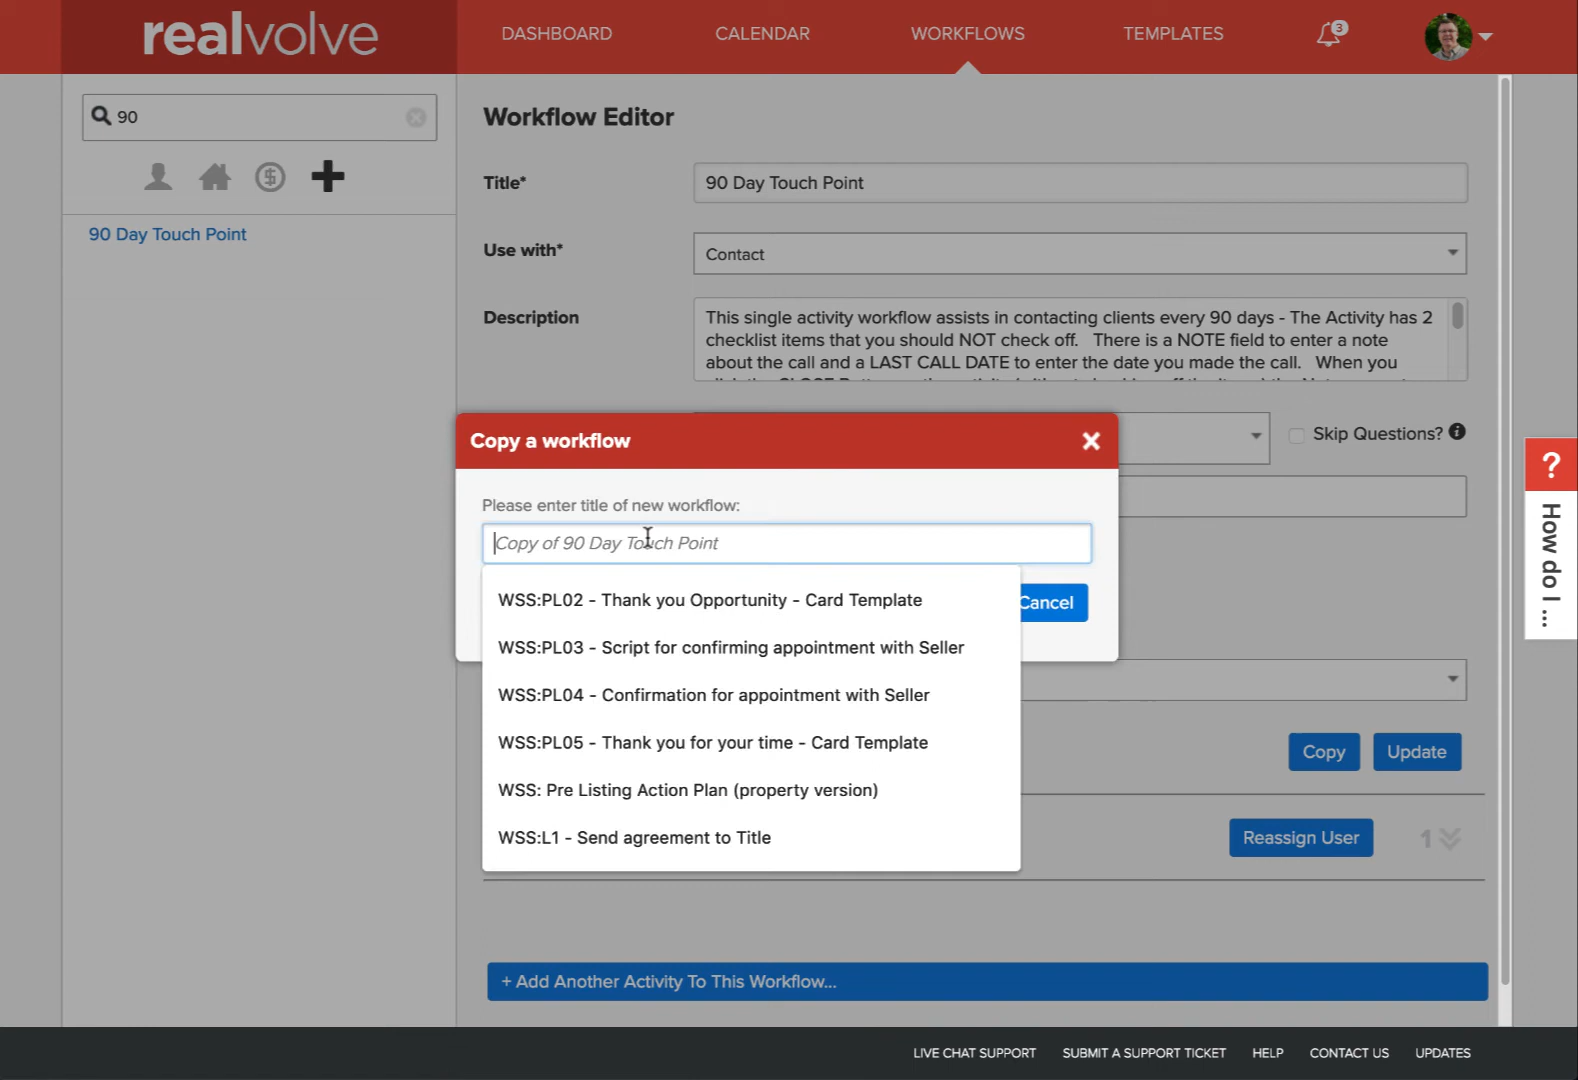 realvolve
DASHBOARD
CALENDAR
WORKFLOWS
TEMPLATES
3
90
90 Day Touch Point
Workflow Editor
Title*
90 Day Touch Point
Use with*
Contact
Description
This single activity workflow assists in contacting clients every 90 days - The Activity has 2
checklist items that you should NOT check off. There is a NOTE field to enter a note
about the call and a LAST CALL DATE to enter the date you made the call. When you
Skip Questions?
Copy a workflow
Please enter title of new workflow:
Copy of 90 Day Touch Point
Cancel
WSS:PL02 - Thank you Opportunity - Card Template
WSS:PL03 - Script for confirming appointment with Seller
WSS:PL04 - Confirmation for appointment with Seller
WSS:PL05 - Thank you for your time - Card Template
WSS: Pre Listing Action Plan (property version)
WSS:L1 - Send agreement to Title
Copy
Update
Reassign User
1
+ Add Another Activity To This Workflow...
?
How do I ...
LIVE CHAT SUPPORT
SUBMIT A SUPPORT TICKET
HELP
CONTACT US
UPDATES